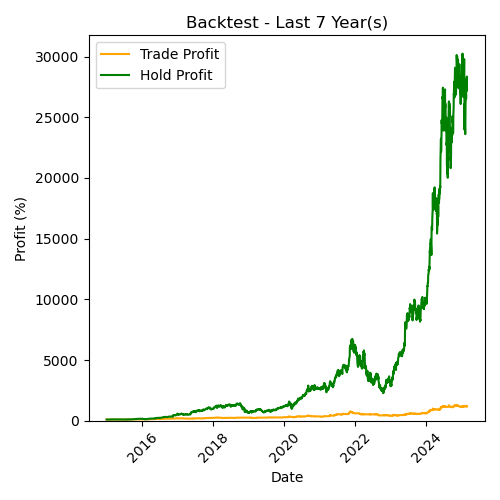 Backtest - Last 7 Year(s)
Trade Profit
Hold Profit
Profit (%)
30000
25000
20000
15000
10000
5000
0
2016
2018
2020
2022
2024
Date